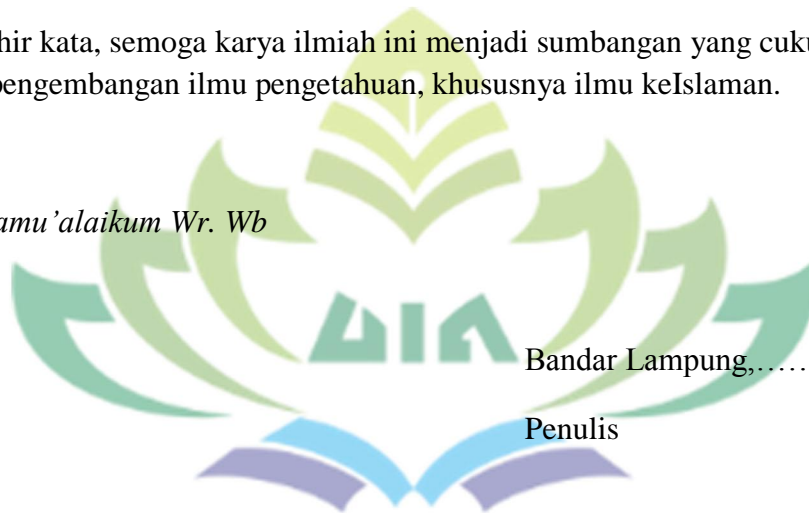 hir kata, semoga karya ilmiah ini menjadi sumbangan yang cuku
pengembangan ilmu pengetahuan, khususnya ilmu keIslaman.
amu’alaikum Wr. Wb
UIN
Bandar Lampung,……
Penulis